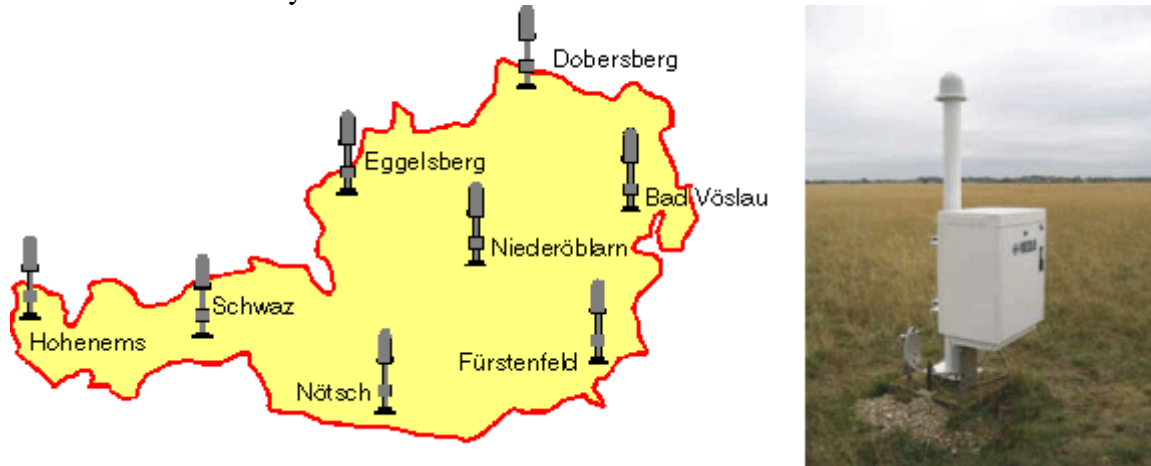 Dobersberg
Eggelsberg
Bad Vöslau
Niederöblarn
Schwaz
Hohenems
Fürstenfeld
Nötsch